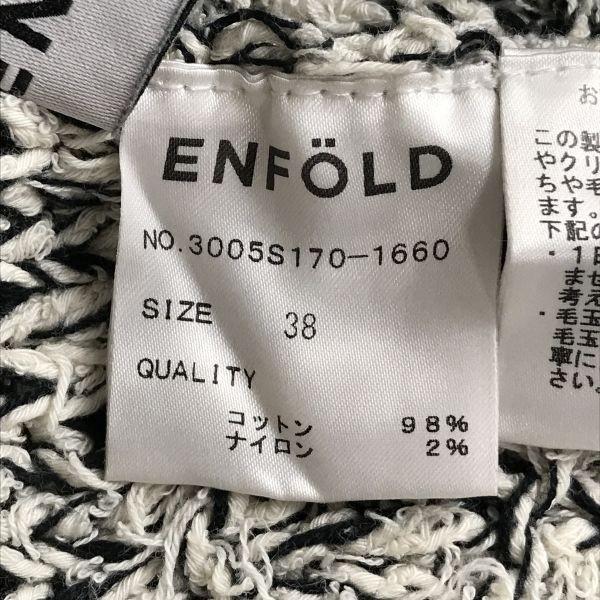 ENFÖLD
NO.3005S170-1660
SIZE 38
QUALITY
コットン 98%
ナイロン 2%
お
この製
やクリ
ちや毛
ます。
下記の
・1日
ませ
考え
・毛玉
毛玉
寧に
さい。